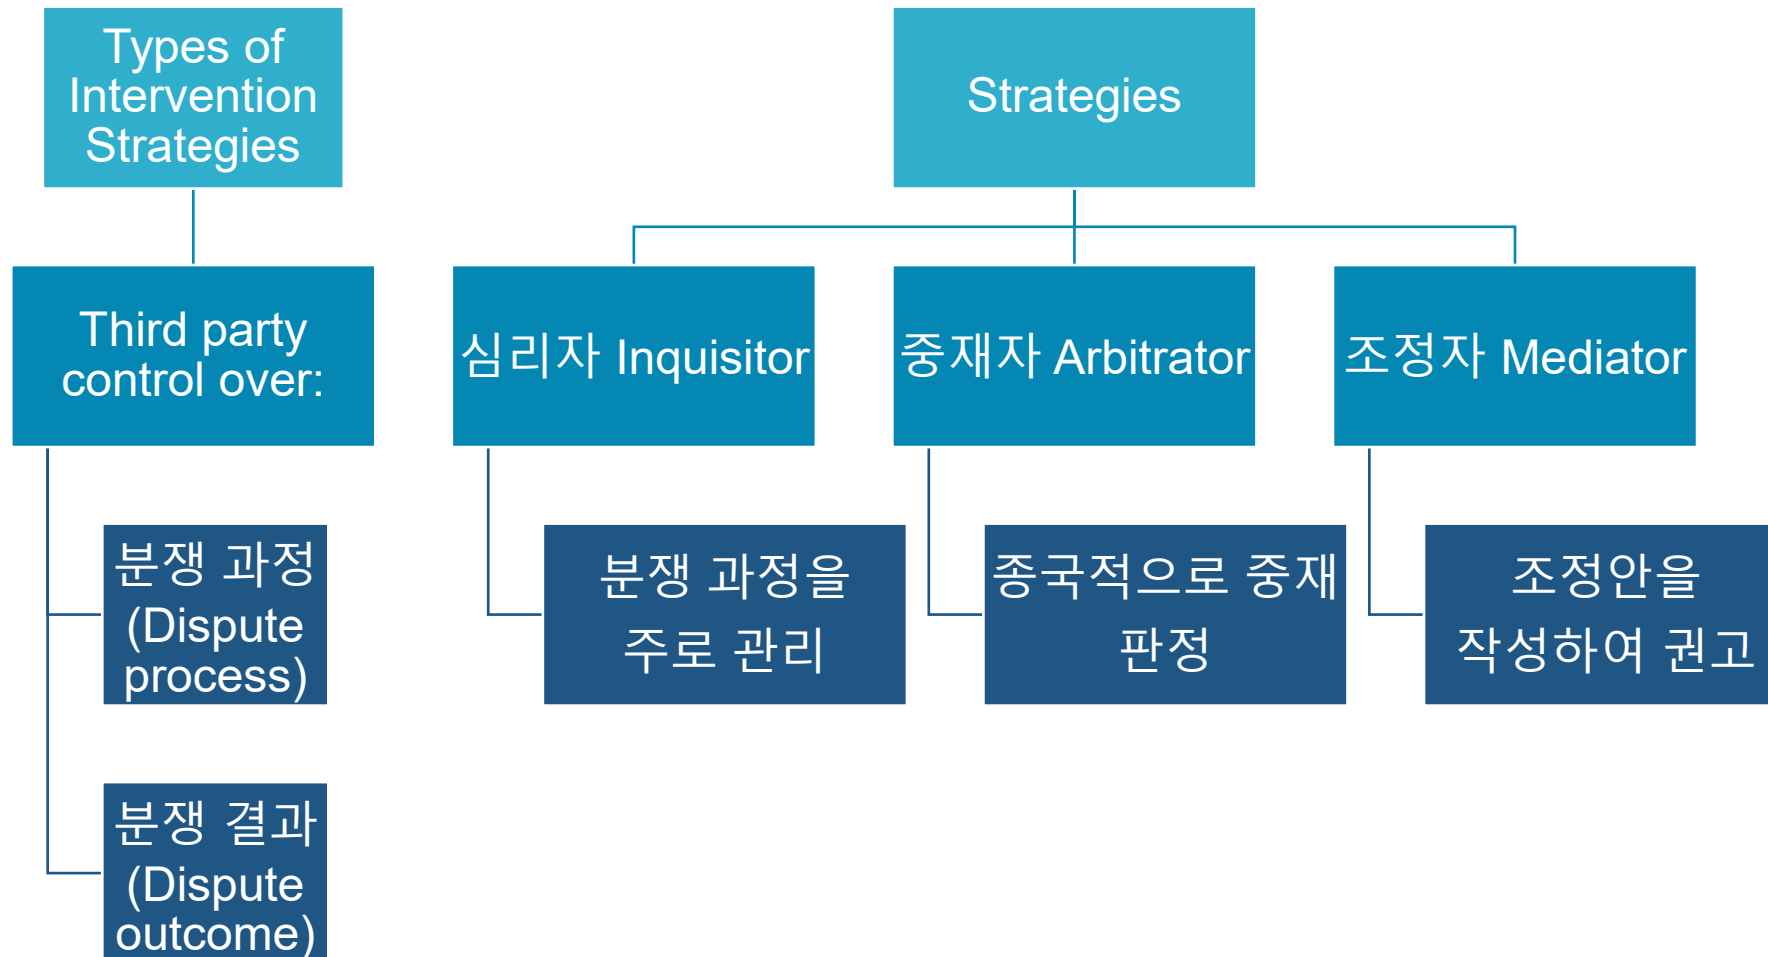 Types of
Intervention
Strategies
Third party
control over:
분쟁 과정
(Dispute
process)
분쟁 결과
(Dispute
outcome)
Strategies
심리자 Inquisitor
분쟁 과정을
주로 관리
중재자 Arbitrator
종국적으로 중재
판정
조정자 Mediator
조정안을
작성하여 권고